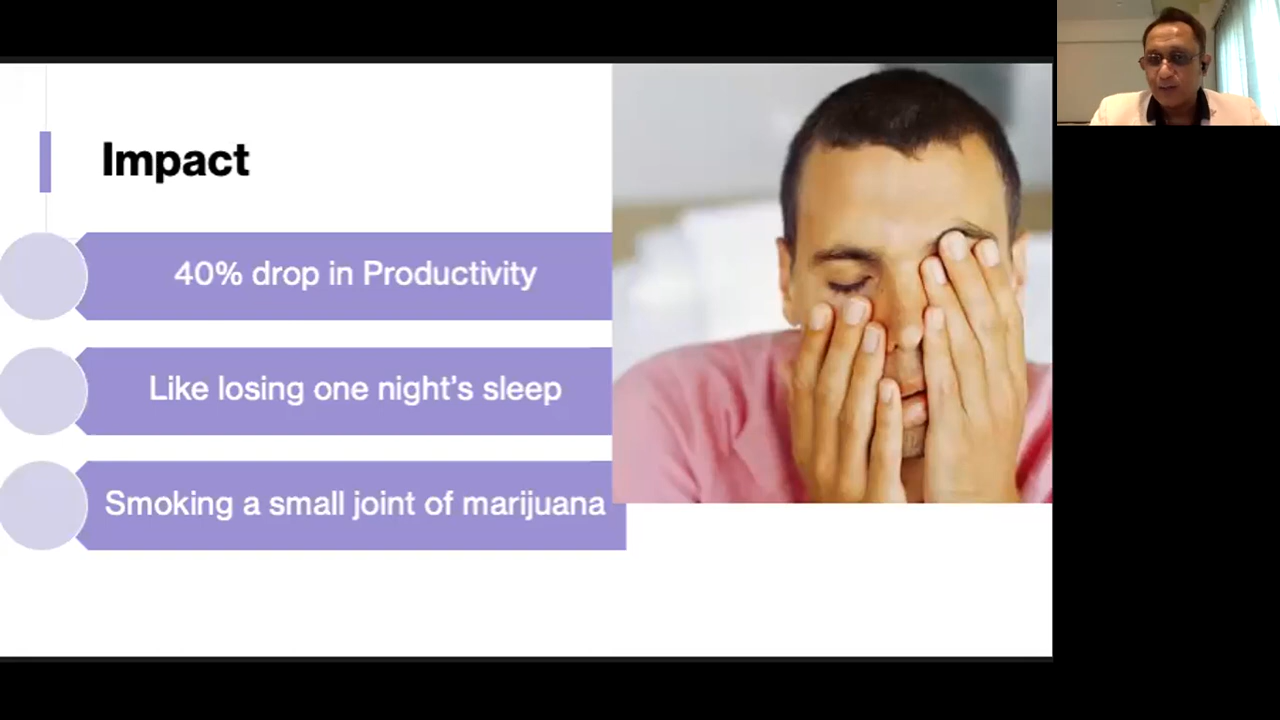 Impact
40% drop in Productivity
Like losing one night's sleep
Smoking a small joint of marijuana